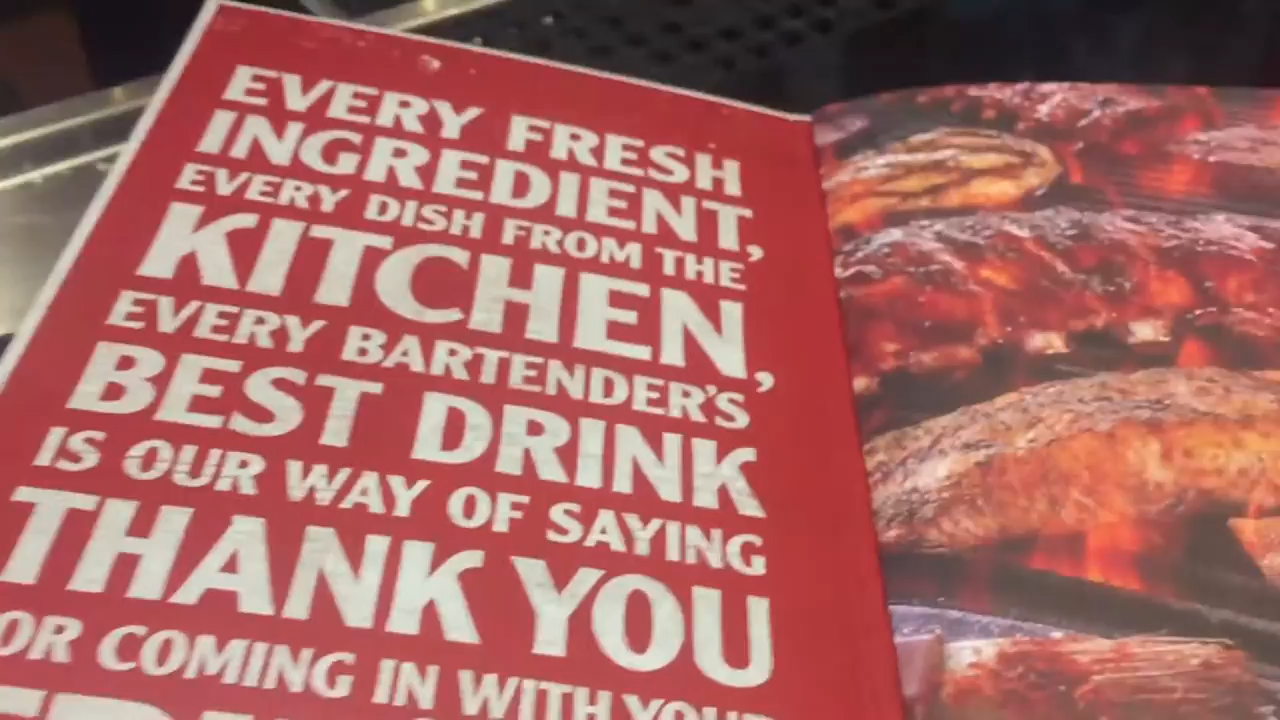 EVERY FRESH
INGREDIENT,
EVERY DISH FROM THE
KITCHEN,
EVERY BARTENDER'S
BEST DRINK
IS OUR WAY OF SAYING
THANK YOU
OR COMING IN WITH YOUR